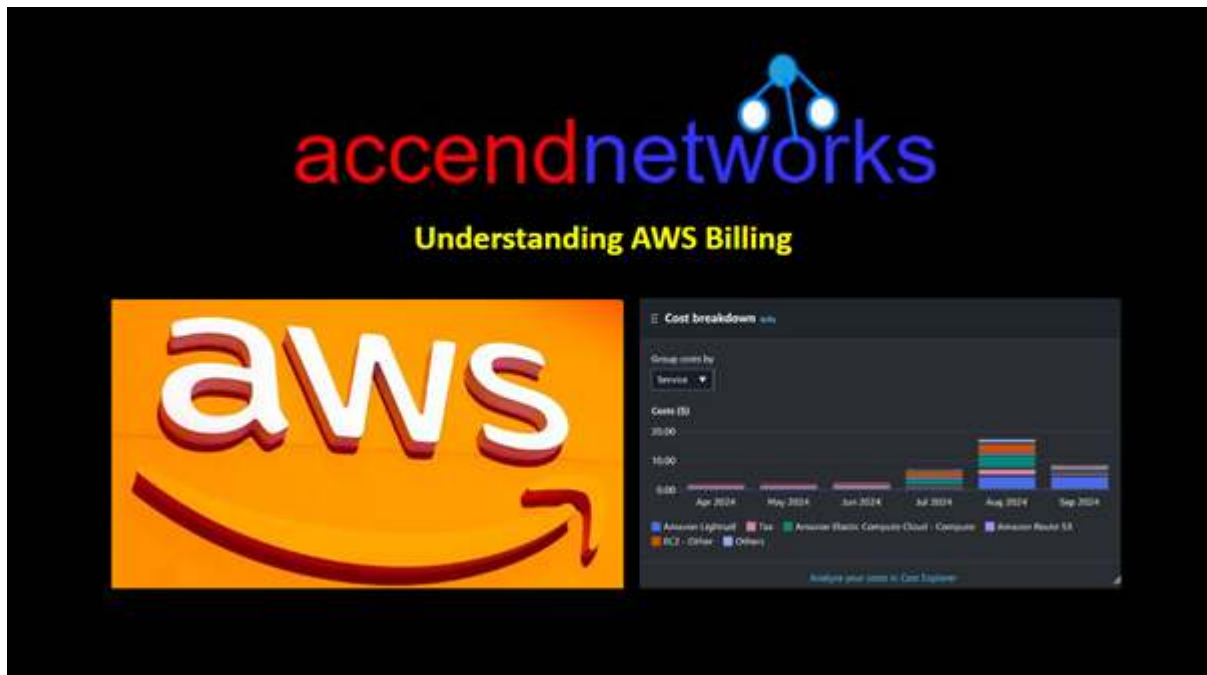 accendnetworks
Understanding AWS Billing
aws
Cost breakdown Info
Group costs by
Service
Costs ($)
20.00
10.00
0.00
Apr 2024 May 2024 Jun 2024 Jul 2024 Aug 2024 Sep 2024
Amazon Lightsail Tax Amazon Elastic Compute Cloud - Compute Amazon Route 53
EC2 - Other Others
Analyze your costs in Cost Explorer